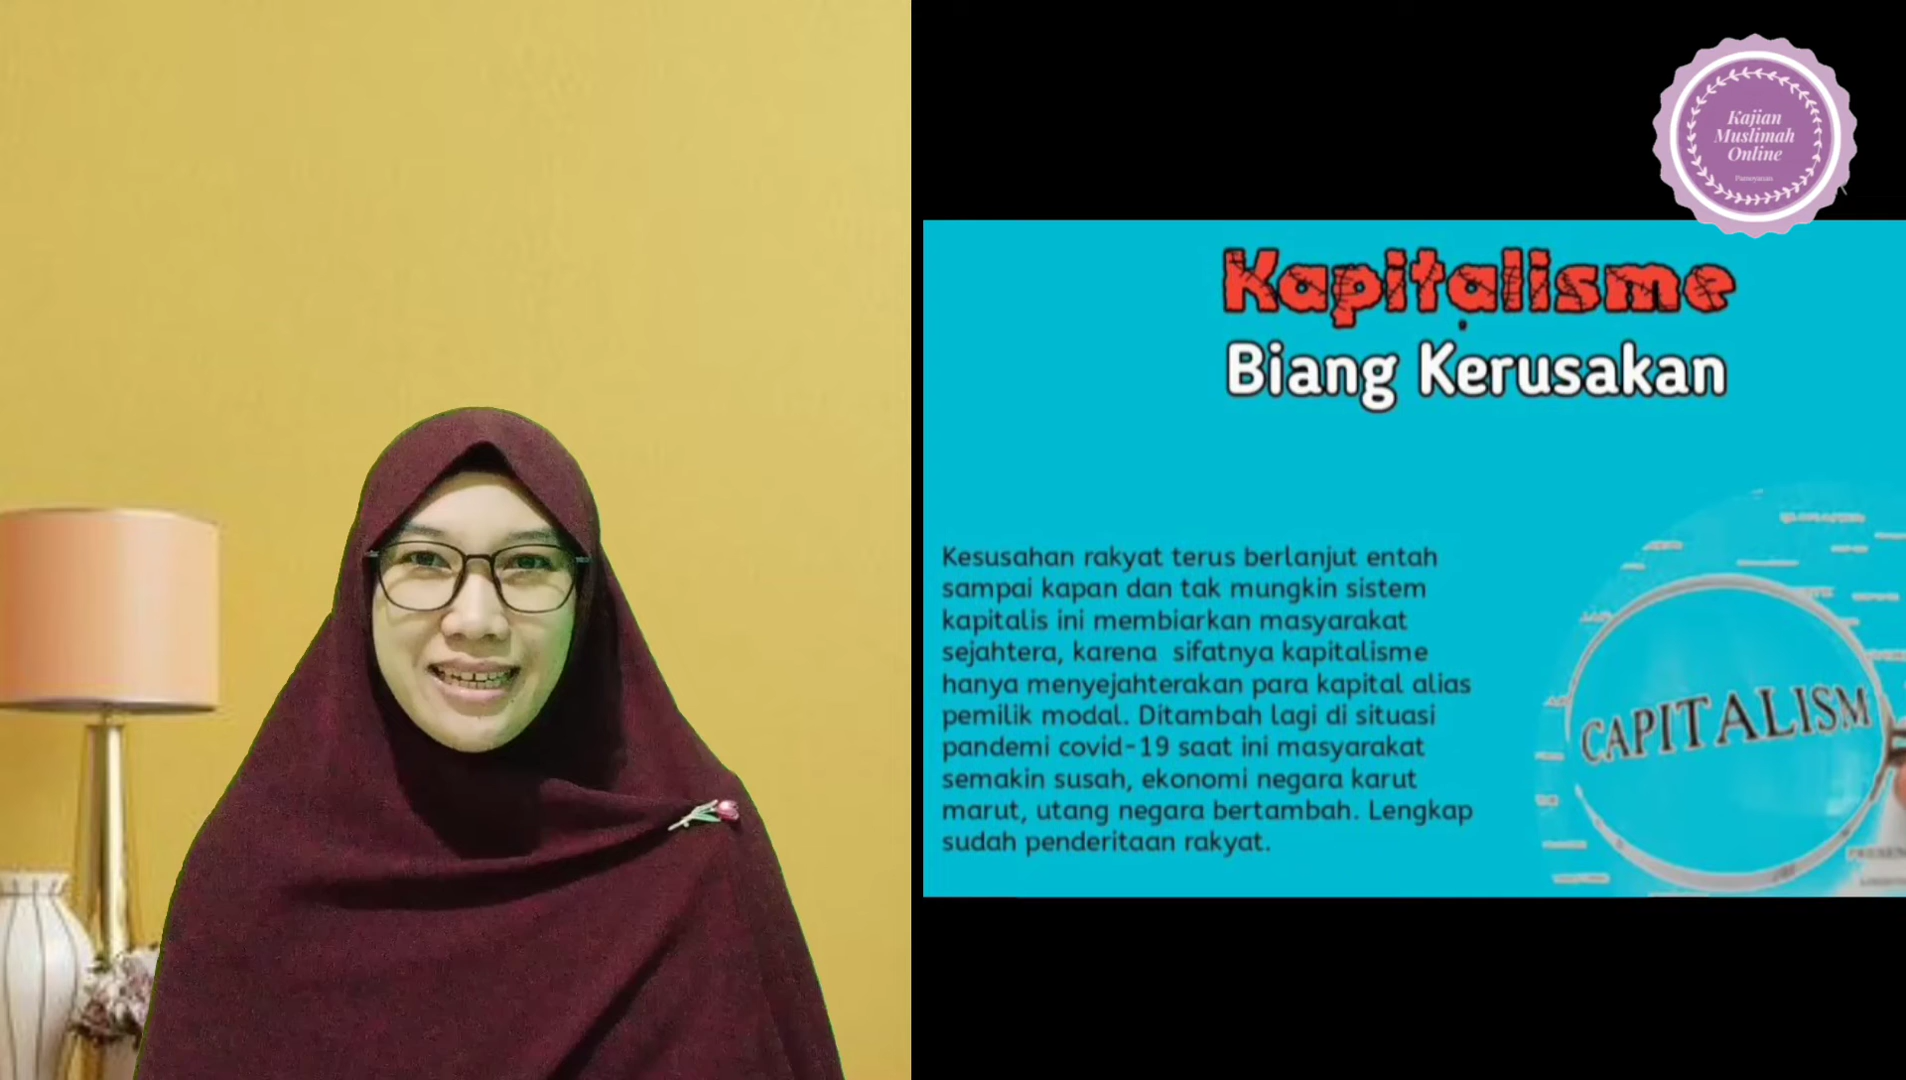 Kajian
Muslimah
Online
Kapitalisme
Biang Kerusakan
Kesusahan rakyat terus berlanjut entah
sampai kapan dan tak mungkin sistem
kapitalis ini membiarkan masyarakat
sejahtera, karena sifatnya kapitalisme
hanya menyejahterakan para kapital alias
pemilik modal. Ditambah lagi di situasi
pandemi covid-19 saat ini masyarakat
semakin susah, ekonomi negara karut
marut, utang negara bertambah. Lengkap
sudah penderitaan rakyat.
CAPITALISM